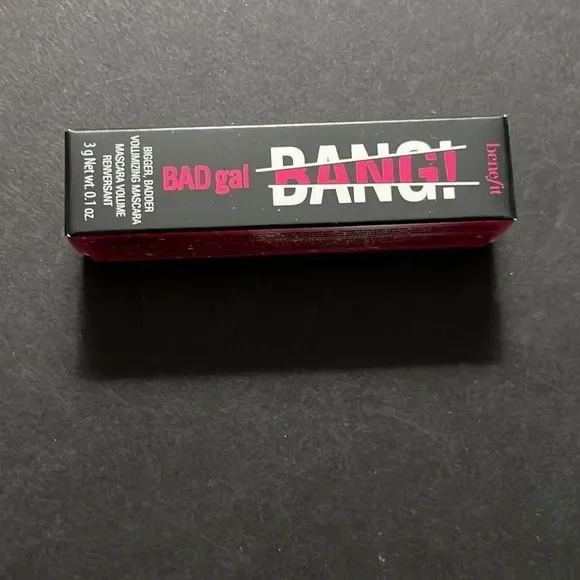 benefit
BAD gal
BANG!
BIGGER, BADDER
VOLUMIZING MASCARA
MASCARA VOLUME
RENVERSANT
3 g Net wt. 0.1 oz